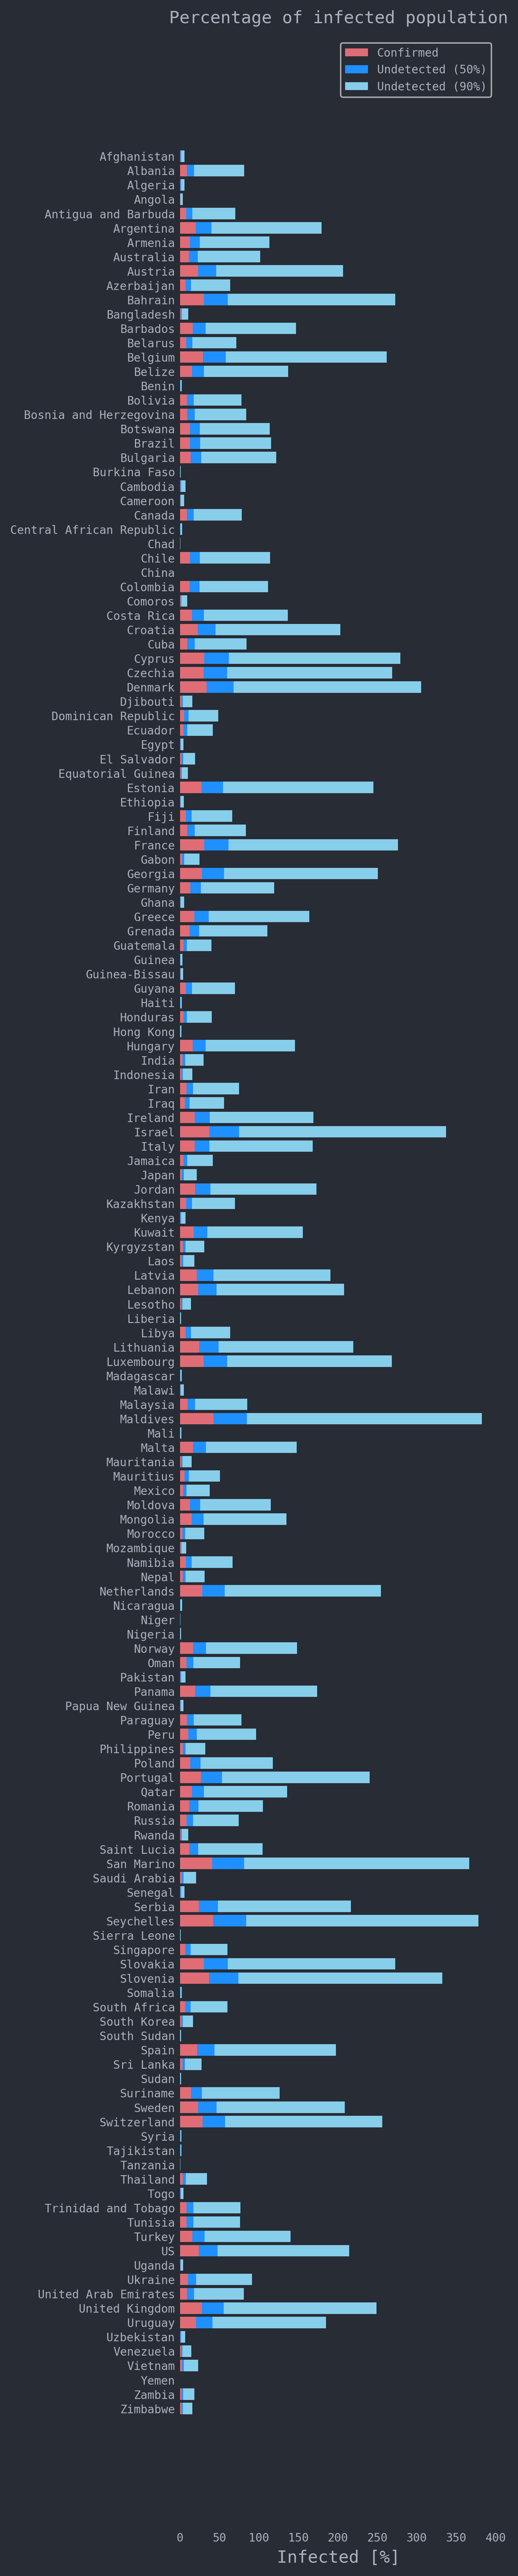 Percentage of infected population
Confirmed
Undetected (50%)
Undetected (90%)
Afghanistan
Albania
Algeria
Angola
Antigua and Barbuda
Argentina
Armenia
Australia
Austria
Azerbaijan
Bahrain
Bangladesh
Barbados
Belarus
Belgium
Belize
Benin
Bolivia
Bosnia and Herzegovina
Botswana
Brazil
Bulgaria
Burkina Faso
Cambodia
Cameroon
Canada
Central African Republic
Chad
Chile
China
Colombia
Comoros
Costa Rica
Croatia
Cuba
Cyprus
Czechia
Denmark
Djibouti
Dominican Republic
Ecuador
Egypt
El Salvador
Equatorial Guinea
Estonia
Ethiopia
Fiji
Finland
France
Gabon
Georgia
Germany
Ghana
Greece
Grenada
Guatemala
Guinea
Guinea-Bissau
Guyana
Haiti
Honduras
Hong Kong
Hungary
India
Indonesia
Iran
Iraq
Ireland
Israel
Italy
Jamaica
Japan
Jordan
Kazakhstan
Kenya
Kuwait
Kyrgyzstan
Laos
Latvia
Lebanon
Lesotho
Liberia
Libya
Lithuania
Luxembourg
Madagascar
Malawi
Malaysia
Maldives
Mali
Malta
Mauritania
Mauritius
Mexico
Moldova
Mongolia
Morocco
Mozambique
Namibia
Nepal
Netherlands
Nicaragua
Niger
Nigeria
Norway
Oman
Pakistan
Panama
Papua New Guinea
Paraguay
Peru
Philippines
Poland
Portugal
Qatar
Romania
Russia
Rwanda
Saint Lucia
San Marino
Saudi Arabia
Senegal
Serbia
Seychelles
Sierra Leone
Singapore
Slovakia
Slovenia
Somalia
South Africa
South Korea
South Sudan
Spain
Sri Lanka
Sudan
Suriname
Sweden
Switzerland
Syria
Tajikistan
Tanzania
Thailand
Togo
Trinidad and Tobago
Tunisia
Turkey
US
Uganda
Ukraine
United Arab Emirates
United Kingdom
Uruguay
Uzbekistan
Venezuela
Vietnam
Yemen
Zambia
Zimbabwe
0 50 100 150 200 250 300 350 400
Infected [%]